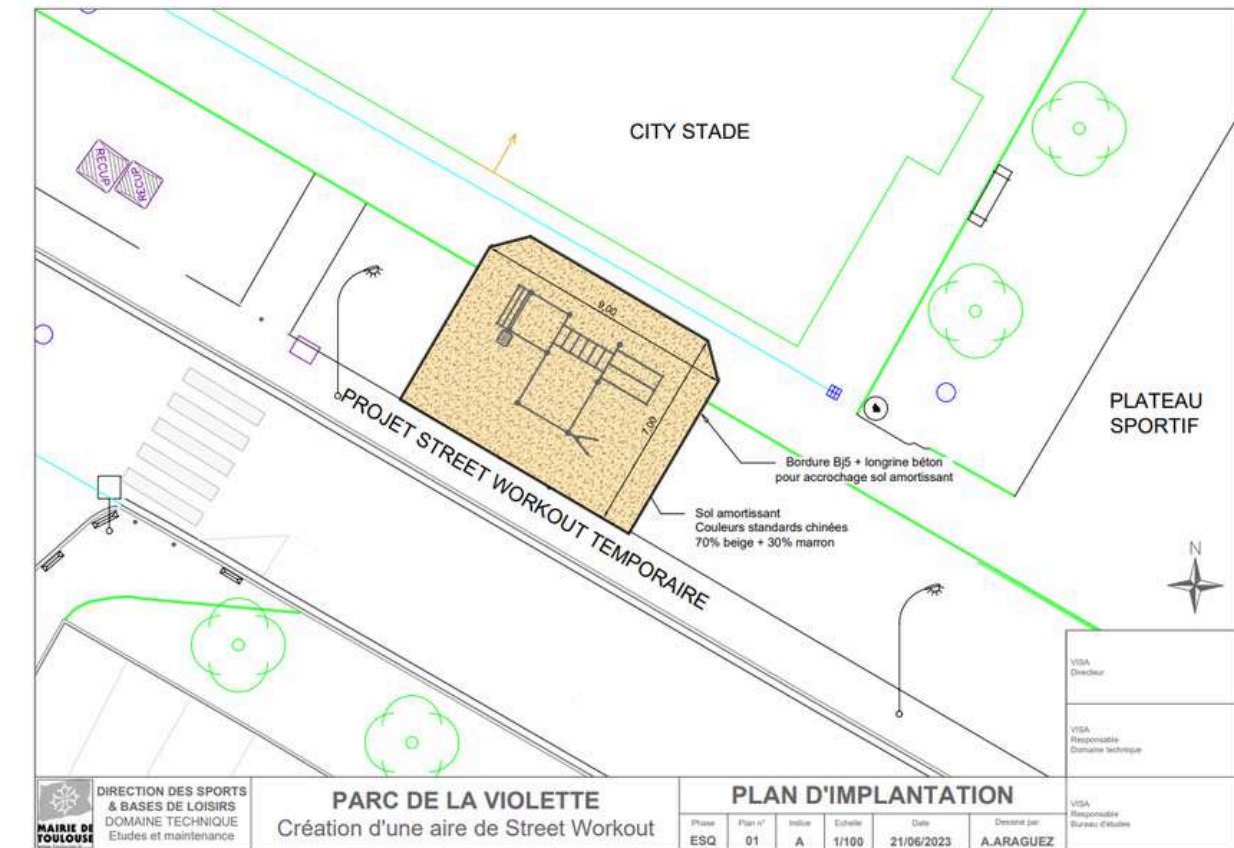 CITY STADE
RECUP
RECUP
9,00
7,00
PLATEAU
SPORTIF
PROJET STREET WORKOUT TEMPORAIRE
Bordure Bj5 + longrine béton
pour accrochage sol amortissant
Sol amortissant
Couleurs standards chinées
70% beige + 30% marron
N
VISA
Directeur
VISA
Responsable
Domaine technique
VISA
Responsable
Bureau d'études
MAIRIE DE
TOULOUSE
DIRECTION DES SPORTS
& BASES DE LOISIRS
DOMAINE TECHNIQUE
Etudes et maintenance
PARC DE LA VIOLETTE
Création d'une aire de Street Workout
PLAN D'IMPLANTATION
Phase Plan n° Indice Echelle Date Dessiné par
ESQ 01 A 1/100 21/06/2023 A.ARAGUEZ